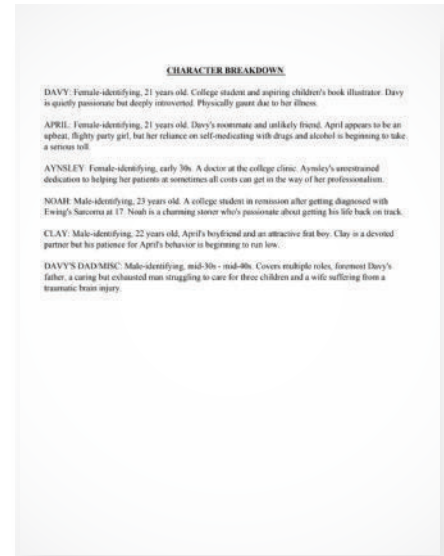 CHARACTER BREAKDOWN
DAVY: Female-identifying, 21 years old. College student and aspiring children's book illustrator. Davy
is quietly passionate but deeply introverted. Physically gaunt due to her illness.
APRIL: Female-identifying, 21 years old. Davy's roommate and unlikely friend. April appears to be an
upbeat, flighty party girl, but her reliance on self-medicating with drugs and alcohol is beginning to take
a serious toll.
AYNSLEY: Female-identifying, early 30s. A doctor at the college clinic. Aynsley's unrestrained
dedication to helping her patients at sometimes all costs can get in the way of her professionalism.
NOAH: Male-identifying, 23 years old. A college student in remission after getting diagnosed with
Ewing's Sarcoma at 17. Noah is a charming stoner who's passionate about getting his life back on track.
CLAY: Male-identifying, 22 years old, April's boyfriend and an attractive frat boy. Clay is a devoted
partner but his patience for April's behavior is beginning to run low.
DAVY'S DAD/MISC: Male-identifying, mid-30s - mid-40s. Covers multiple roles, foremost Davy's
father, a caring but exhausted man struggling to care for three children and a wife suffering from a
traumatic brain injury.